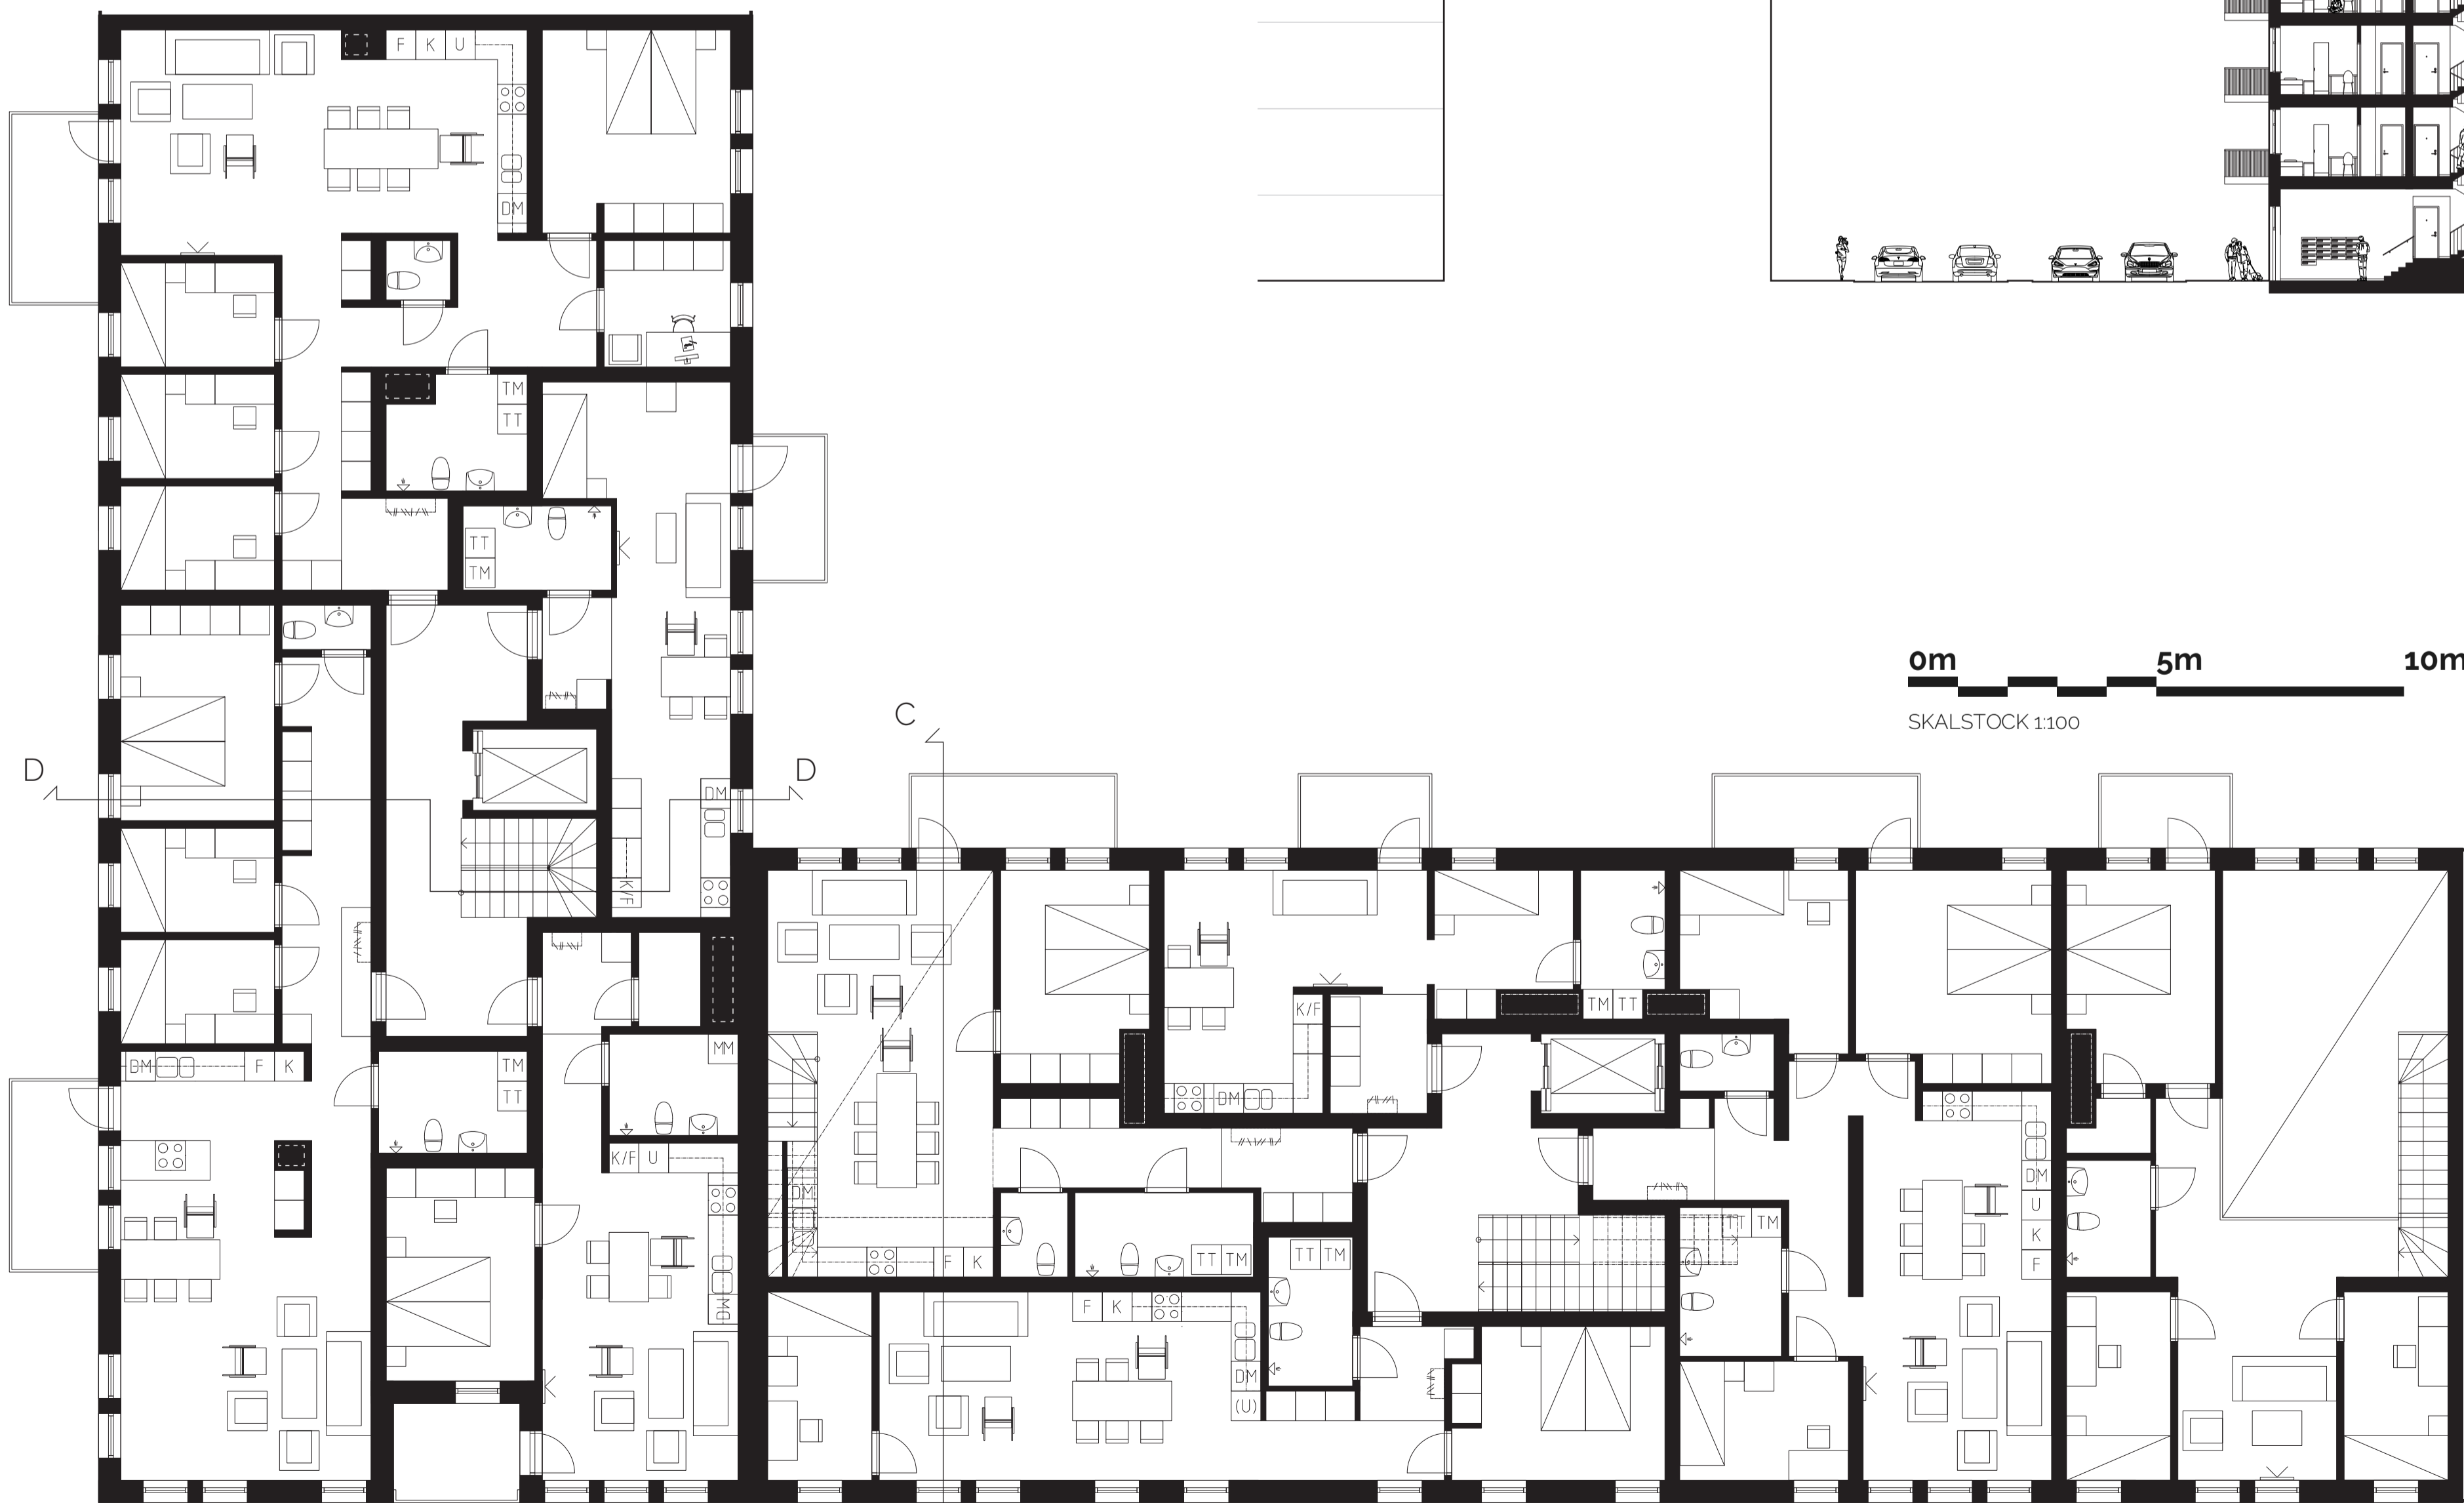 F K U
DM
TM
TT
TT
TM
0m 5m 10m
SKALSTOCK 1:100
C
D D
DM
K/F
K/F
TM TT
DM F K
TM
TT
MM
DM
K/F U
DM
DM
U
K
F
DM
F K
TT TM
TT TM
TT TM
F K
DM
(U)